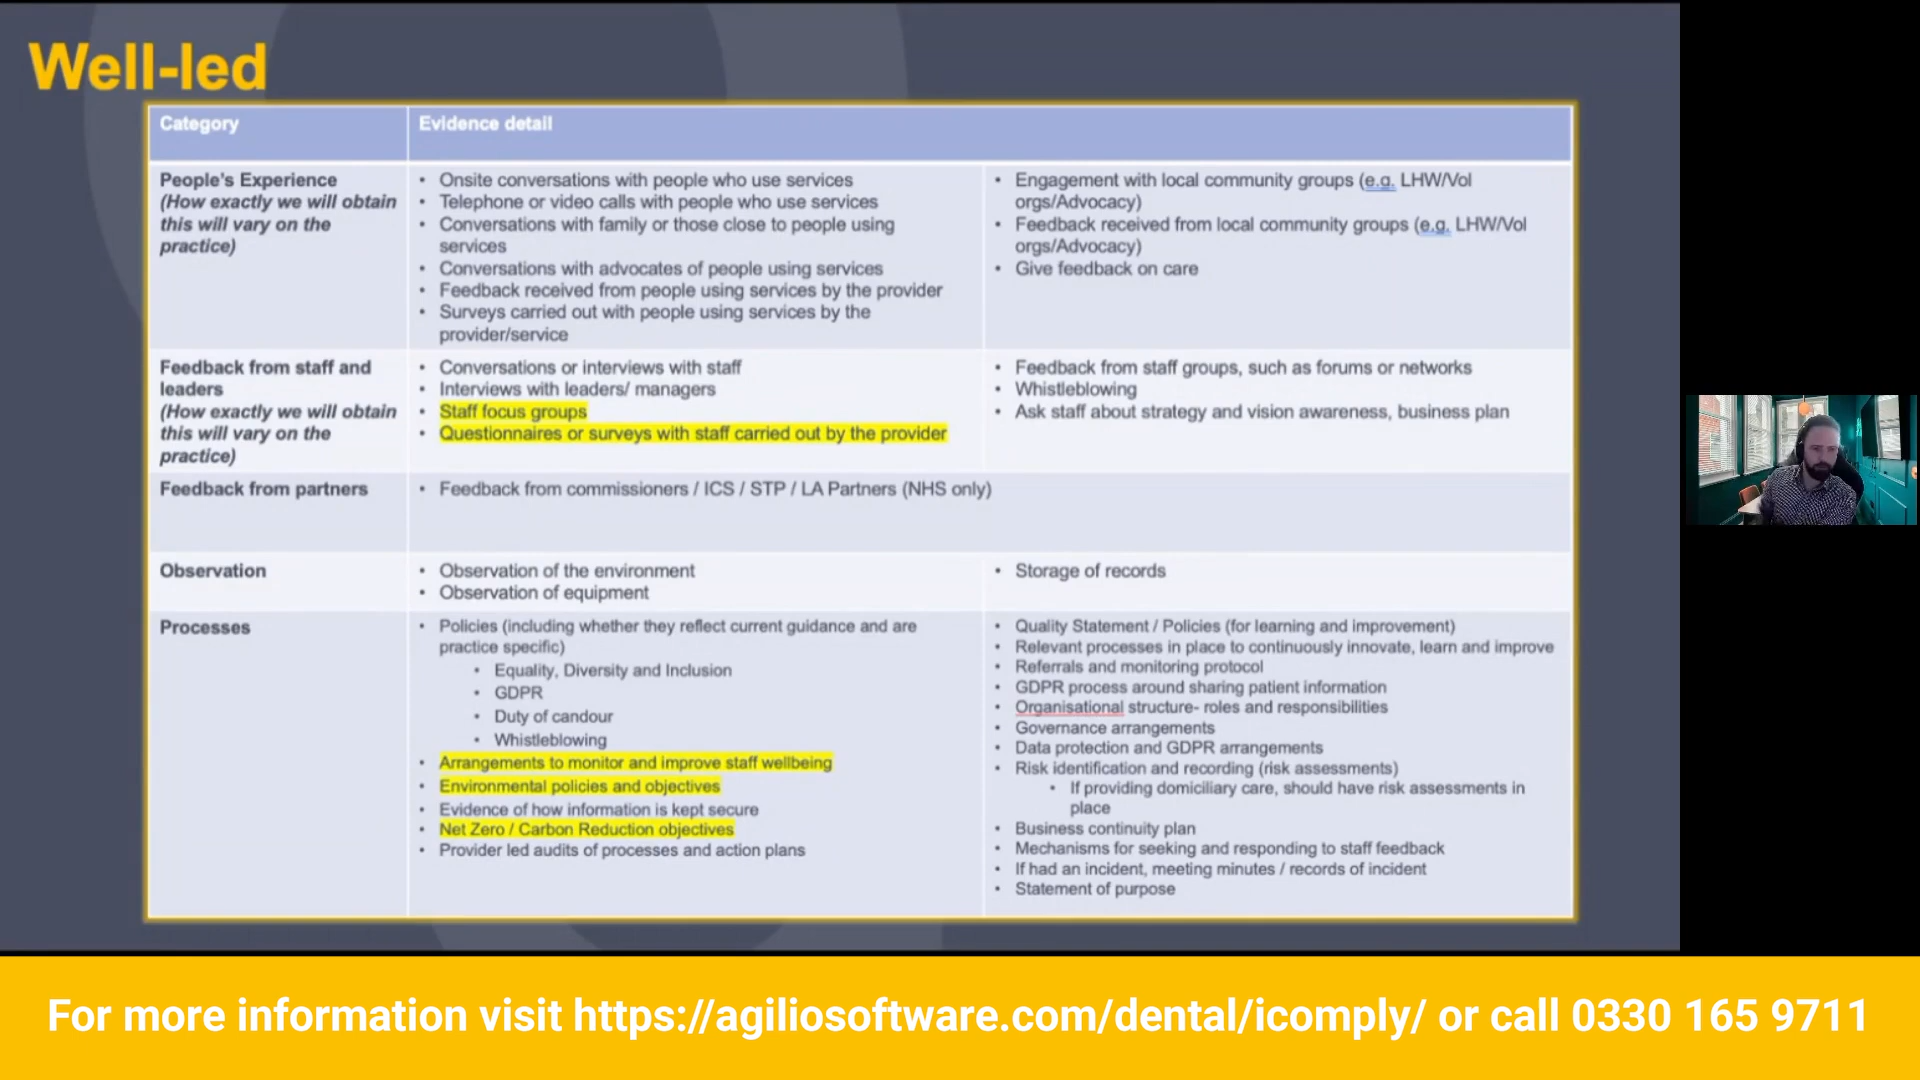 Well-led
Category
Evidence detail
People's Experience
(How exactly we will obtain
this will vary on the
practice)
• Onsite conversations with people who use services
• Telephone or video calls with people who use services
• Conversations with family or those close to people using
services
• Conversations with advocates of people using services
• Feedback received from people using services by the provider
• Surveys carried out with people using services by the
provider/service
• Engagement with local community groups (e.g. LHW/Vol
orgs/Advocacy)
• Feedback received from local community groups (e.g. LHW/Vol
orgs/Advocacy)
• Give feedback on care
Feedback from staff and
leaders
(How exactly we will obtain
this will vary on the
practice)
• Conversations or interviews with staff
• Interviews with leaders/ managers
• Staff focus groups
• Questionnaires or surveys with staff carried out by the provider
• Feedback from staff groups, such as forums or networks
• Whistleblowing
• Ask staff about strategy and vision awareness, business plan
Feedback from partners
• Feedback from commissioners / ICS / STP / LA Partners (NHS only)
Observation
• Observation of the environment
• Observation of equipment
• Storage of records
Processes
• Policies (including whether they reflect current guidance and are
practice specific)
• Equality, Diversity and Inclusion
• GDPR
• Duty of candour
• Whistleblowing
• Arrangements to monitor and improve staff wellbeing
• Environmental policies and objectives
• Evidence of how information is kept secure
• Net Zero / Carbon Reduction objectives
• Provider led audits of processes and action plans
• Quality Statement / Policies (for learning and improvement)
• Relevant processes in place to continuously innovate, learn and improve
• Referrals and monitoring protocol
• GDPR process around sharing patient information
• Organisational structure- roles and responsibilities
• Governance arrangements
• Data protection and GDPR arrangements
• Risk identification and recording (risk assessments)
• If providing domiciliary care, should have risk assessments in
place
• Business continuity plan
• Mechanisms for seeking and responding to staff feedback
• If had an incident, meeting minutes / records of incident
• Statement of purpose
For more information visit https://agiliosoftware.com/dental/icomply/ or call 0330 165 9711